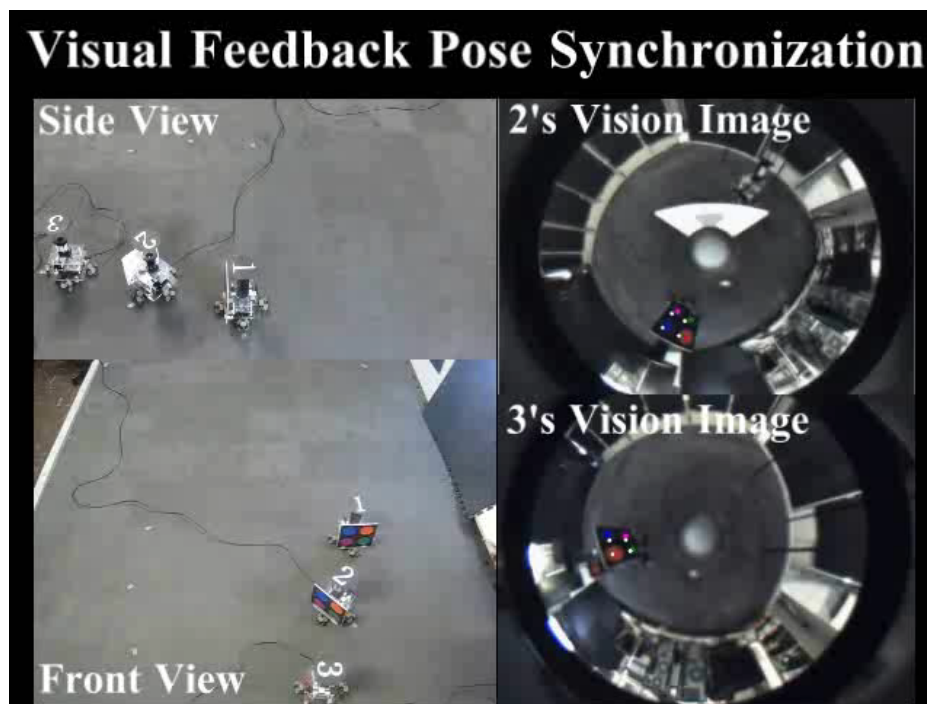 Visual Feedback Pose Synchronization
Side View
3
2
1
2's Vision Image
1
2
3
Front View
3's Vision Image